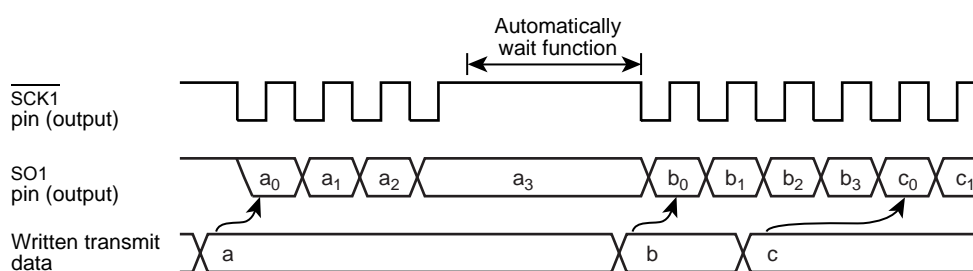 Automatically
wait function
SCK1
pin (output)
SO1
pin (output)
a0 a1 a2 a3 b0 b1 b2 b3 c0 c1
Written transmit
data
a b c